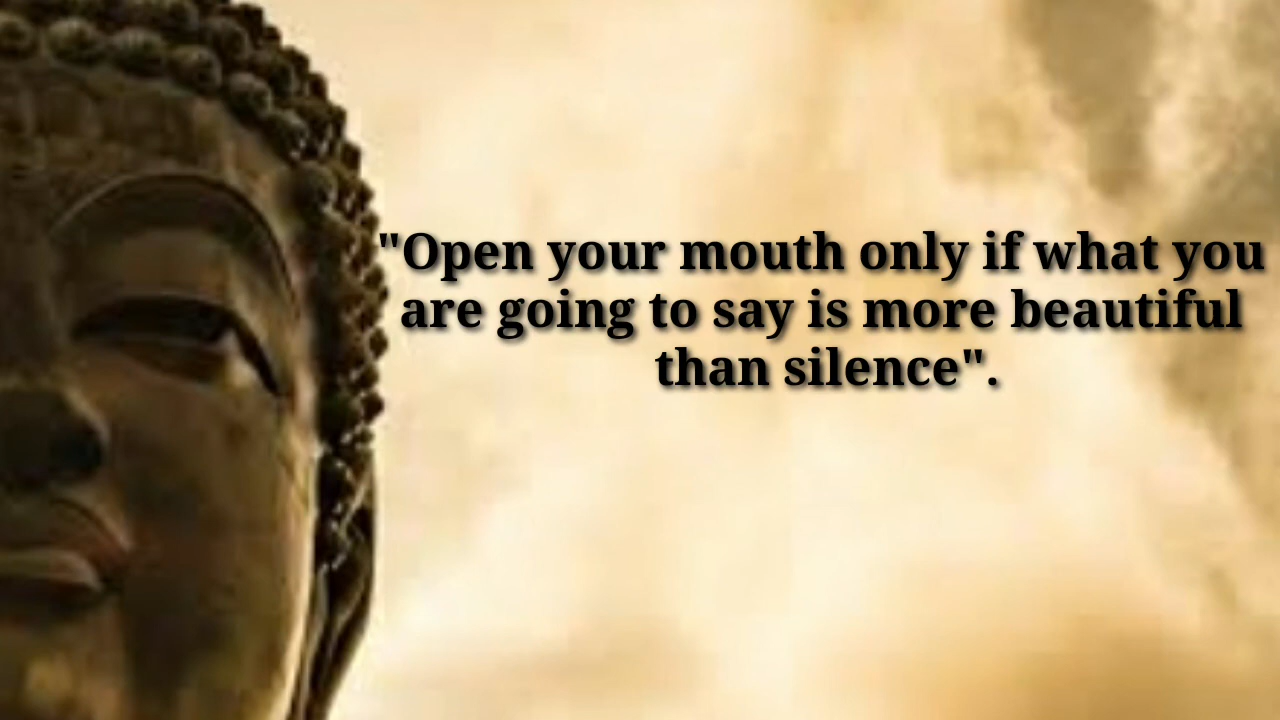 "Open your mouth only if what you
are going to say is more beautiful
than silence".